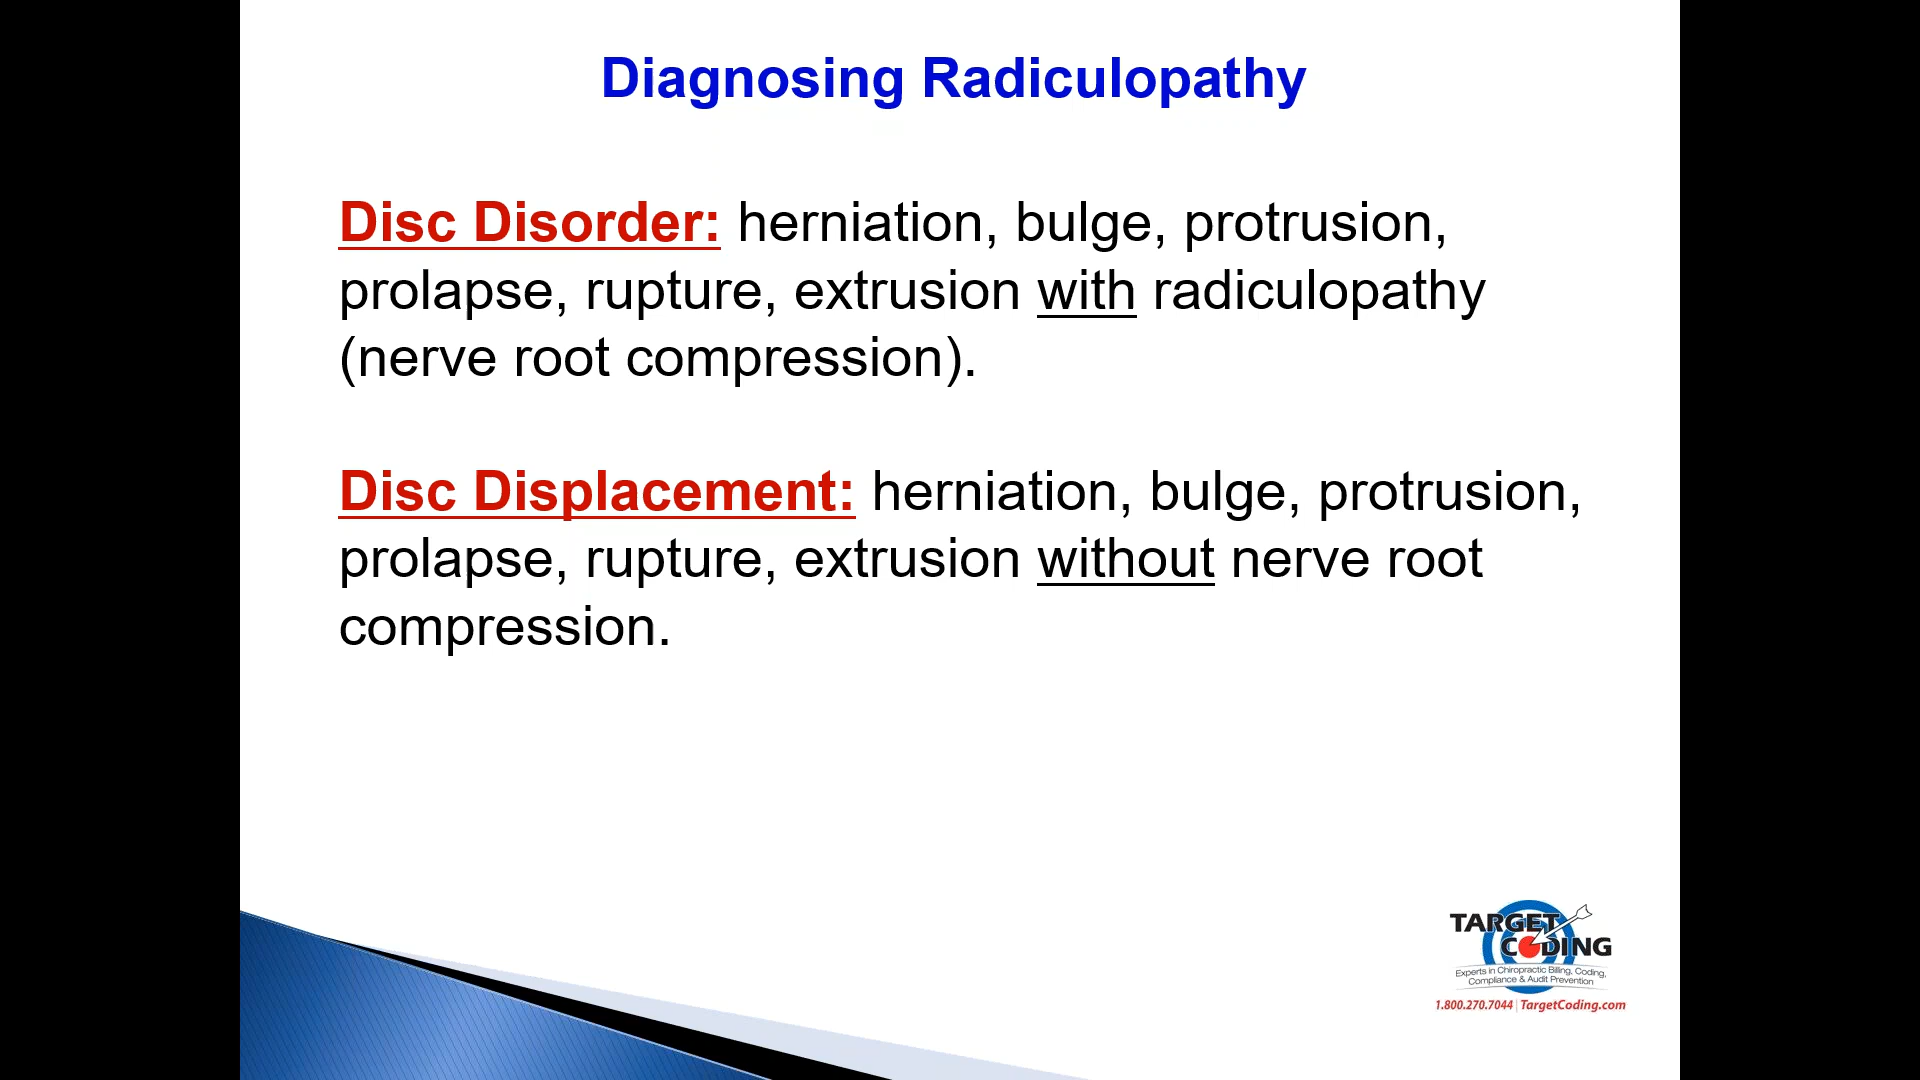 Diagnosing Radiculopathy
Disc Disorder: herniation, bulge, protrusion,
prolapse, rupture, extrusion with radiculopathy
(nerve root compression).
Disc Displacement: herniation, bulge, protrusion,
prolapse, rupture, extrusion without nerve root
compression.
TARGET
CODING
Experts in Chiropractic Billing, Coding,
Compliance & Audit Prevention
1.800.270.7044 | TargetCoding.com